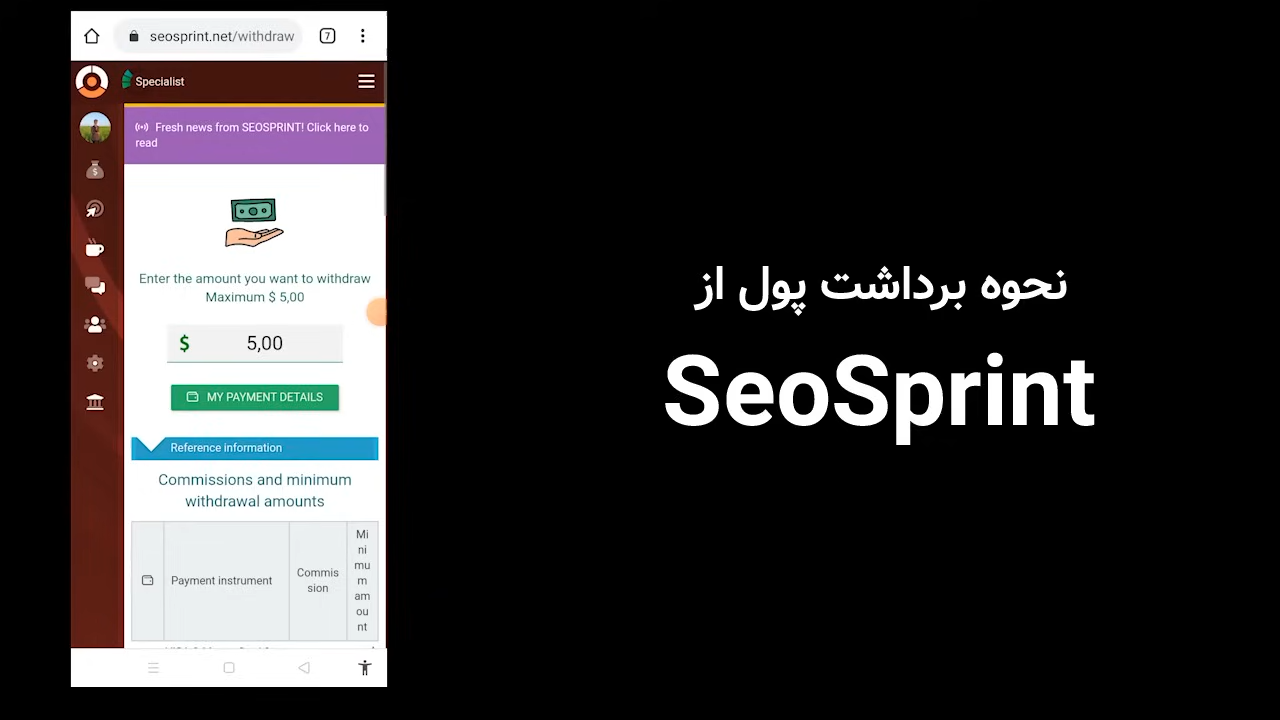 seosprint.net/withdraw
7
Specialist
Fresh news from SEOSPRINT! Click here to
read
Enter the amount you want to withdraw
Maximum $ 5,00
$ 5,00
MY PAYMENT DETAILS
Reference information
Commissions and minimum
withdrawal amounts
Payment instrument
Commis
sion
Mi
ni
mu
m
am
ou
nt
نحوه برداشت پول از
SeoSprint